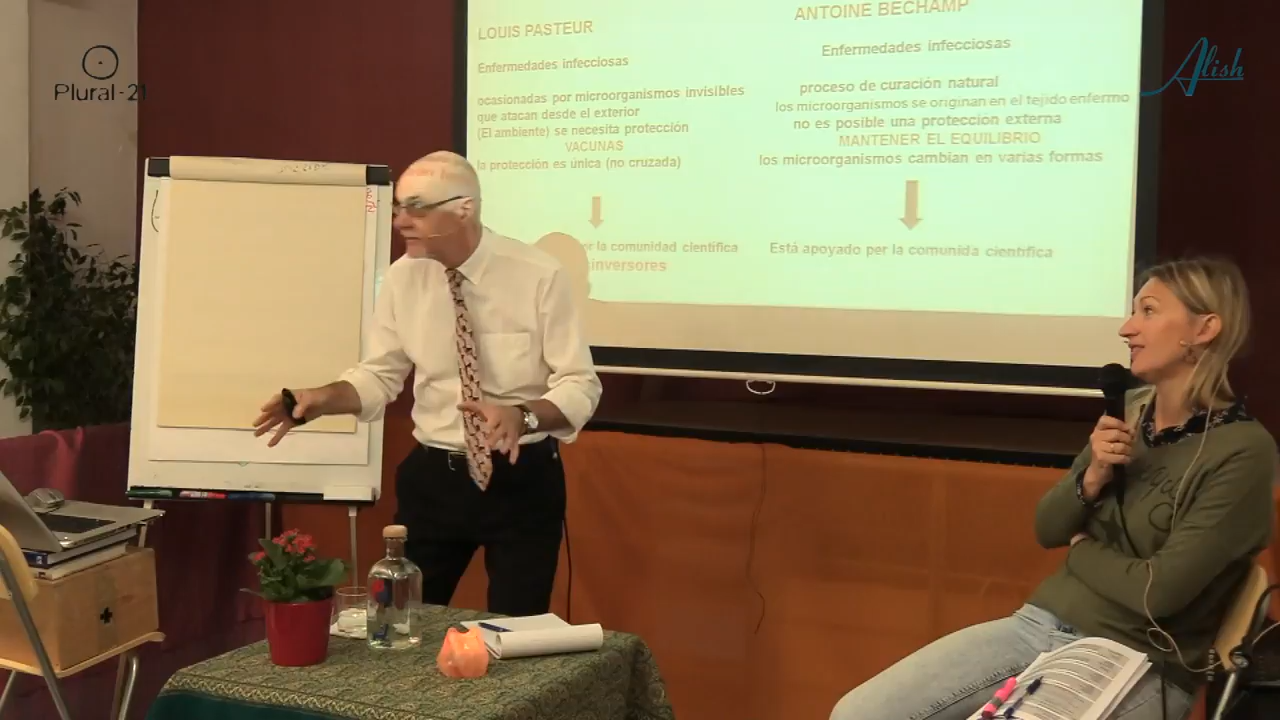 Plural-21
Alish
LOUIS PASTEUR
Enfermedades infecciosas
ocasionadas por microorganismos invisibles
que atacan desde el exterior
(El ambiente) se necesita protección
VACUNAS
la protección es única (no cruzada)
la comunidad científica
inversores
ANTOINE BECHAMP
Enfermedades infecciosas
proceso de curación natural
los microorganismos se originan en el tejido enfermo
no es posible una proteccion externa
MANTENER EL EQUILIBRIO
los microorganismos cambian en varias formas
Está apoyado per la comunida cientifica